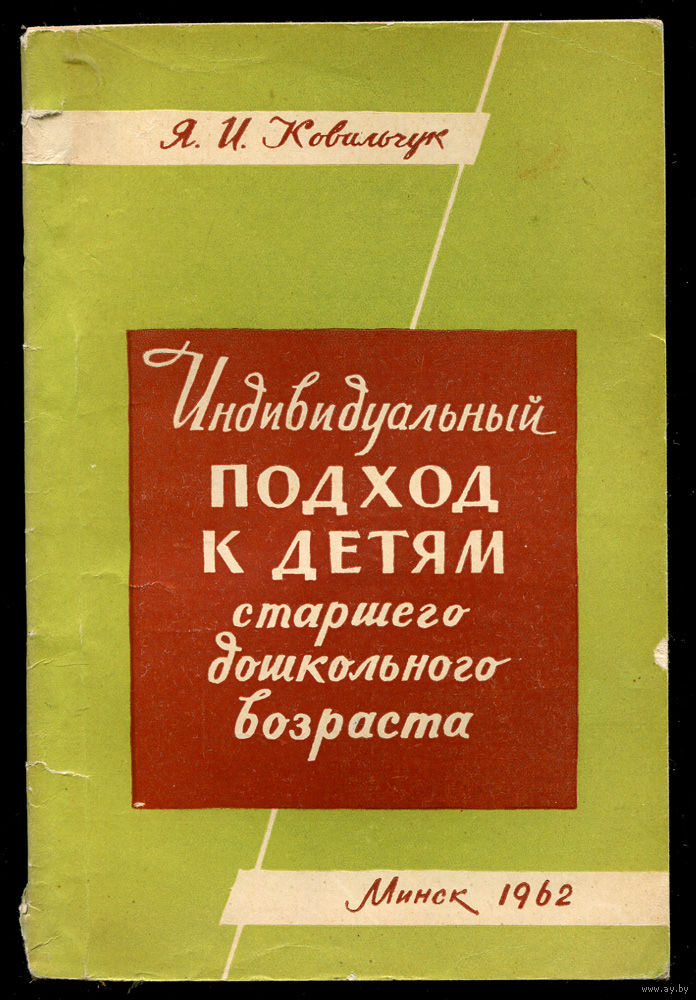 Я. И. Ковальчук
Индивидуальный
ПОДХОД
К ДЕТЯМ
старшего
дошкольного
возраста
Минск 1962
www.ay.by